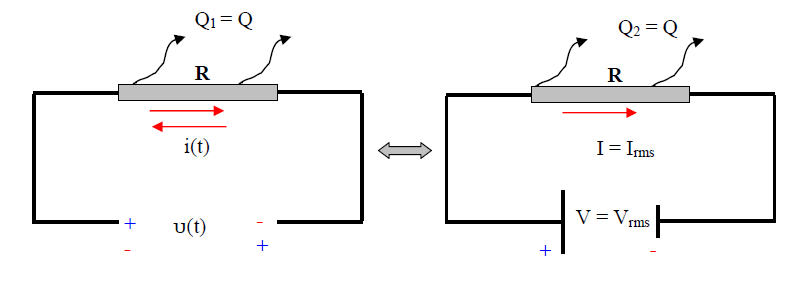 Q₁ = Q
R
i(t)
+ υ(t) -
- +
Q₂ = Q
R
I = Irms
V = Vrms
+ -